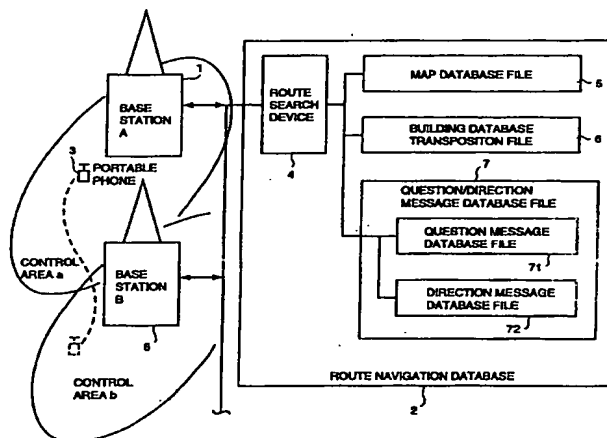 1
BASE
STATION
A
3
PORTABLE
PHONE
CONTROL
AREA a
BASE
STATION
B
6
CONTROL
AREA b
ROUTE
SEARCH
DEVICE
4
MAP DATABASE FILE
5
BUILDING DATABASE
TRANSPOSITON FILE
6
7
QUESTION/DIRECTION
MESSAGE DATABASE FILE
QUESTION MESSAGE
DATABASE FILE
71
DIRECTION MESSAGE
DATABASE FILE
72
ROUTE NAVIGATION DATABASE
2